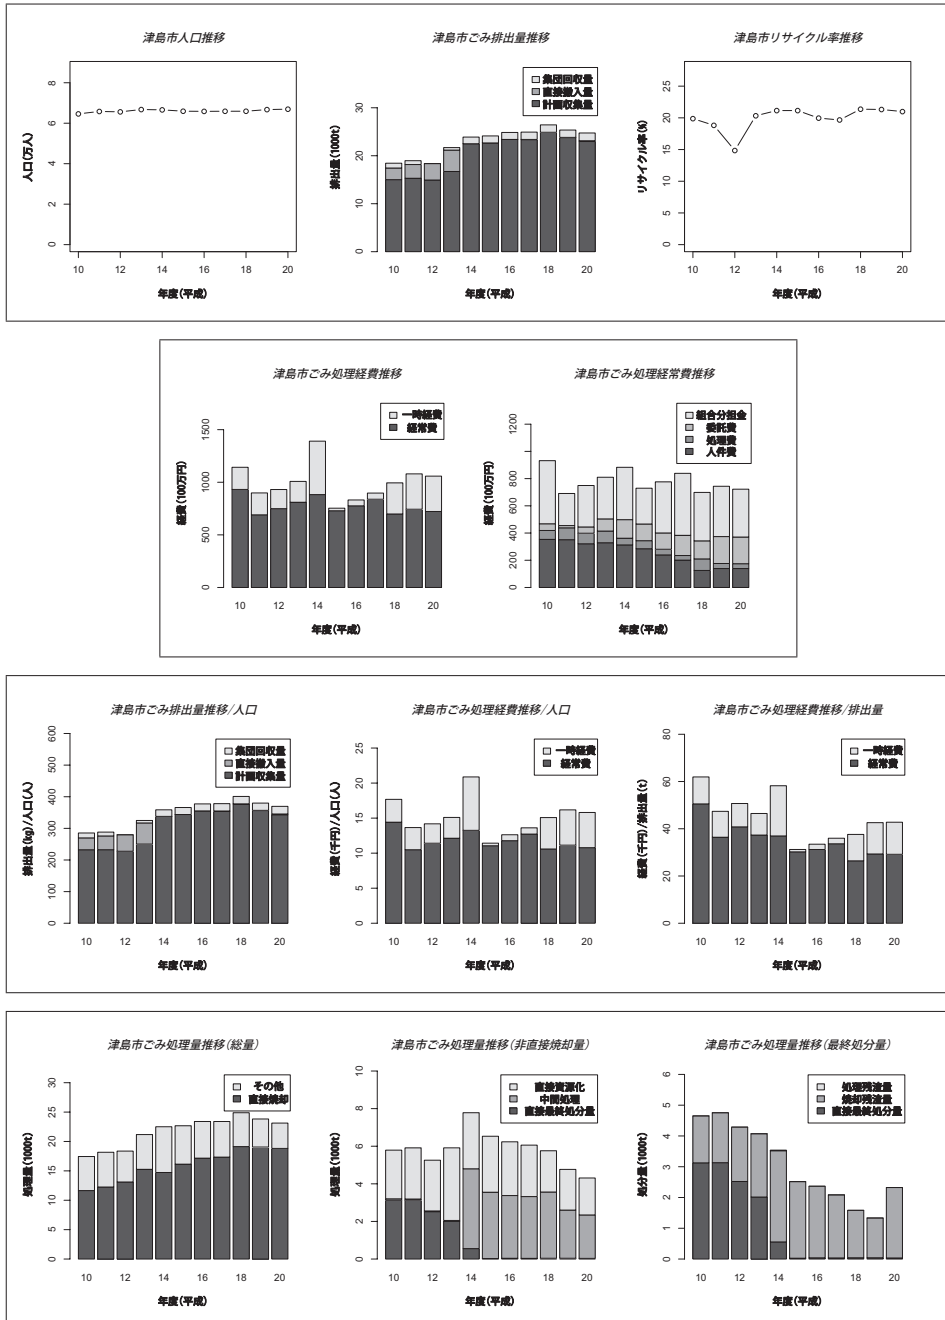 津島市人口推移
人口(万人)
0 2 4 6 8
10 12 14 16 18 20
年度(平成)
津島市ごみ排出量推移
集団回収量
直接搬入量
計画収集量
排出量(1000t)
0 10 20 30
10 12 14 16 18 20
年度(平成)
津島市リサイクル率推移
リサイクル率(%)
0 5 10 15 20 25
10 12 14 16 18 20
年度(平成)
津島市ごみ処理経費推移
一時経費
経常費
経費(100万円)
0 500 1000 1500
10 12 14 16 18 20
年度(平成)
津島市ごみ処理経常費推移
組合分担金
委託費
処理費
人件費
経費(100万円)
0 200 400 600 800 1200
10 12 14 16 18 20
年度(平成)
津島市ごみ排出量推移/人口
集団回収量
直接搬入量
計画収集量
排出量(kg)/人口(人)
0 100 200 300 400 500 600
10 12 14 16 18 20
年度(平成)
津島市ごみ処理経費推移/人口
一時経費
経常費
経費(千円)/人口(人)
0 5 10 15 20 25
10 12 14 16 18 20
年度(平成)
津島市ごみ処理経費推移/排出量
一時経費
経常費
経費(千円)/排出量(t)
0 20 40 60 80
10 12 14 16 18 20
年度(平成)
津島市ごみ処理量推移(総量)
その他
直接焼却
処理量(1000t)
0 5 10 15 20 25 30
10 12 14 16 18 20
年度(平成)
津島市ごみ処理量推移(非直接焼却量)
直接資源化
中間処理
直接最終処分量
処理量(1000t)
0 2 4 6 8 10
10 12 14 16 18 20
年度(平成)
津島市ごみ処理量推移(最終処分量)
処理残渣量
焼却残渣量
直接最終処分量
処分量(1000t)
0 1 2 3 4 5 6
10 12 14 16 18 20
年度(平成)